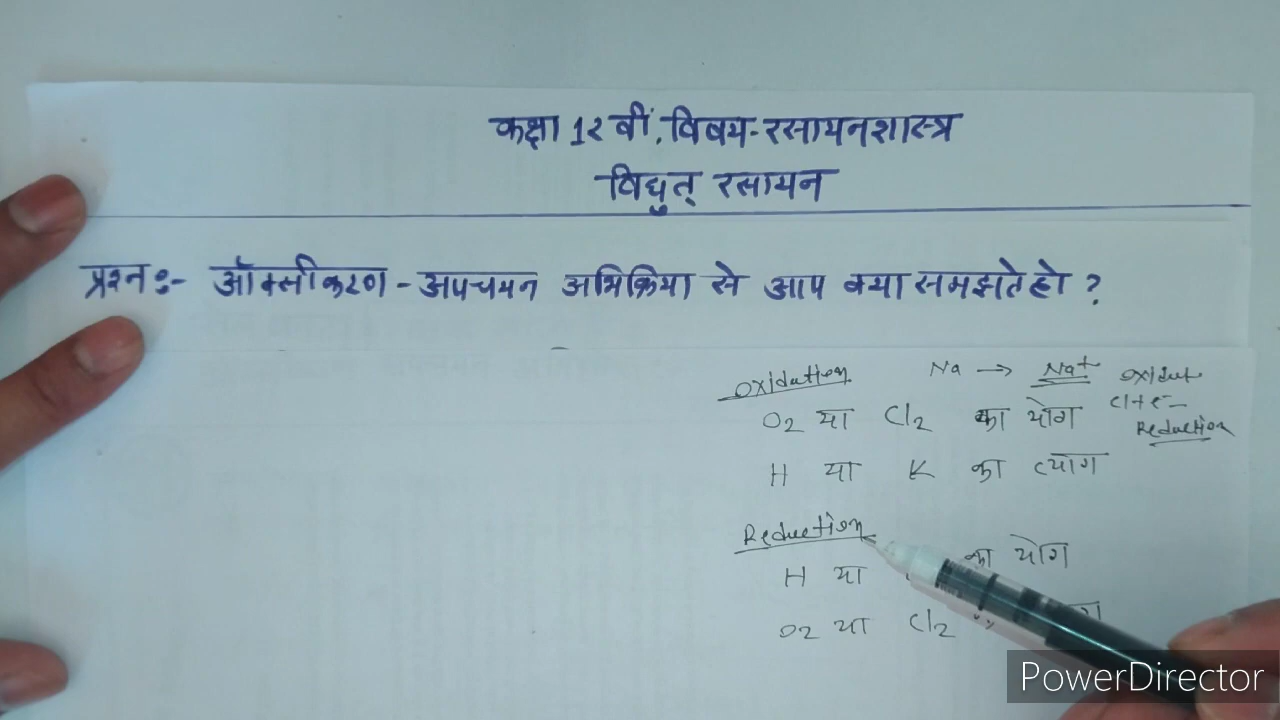 कक्षा 12 वीं. विषय-रसायनशास्त्र
विद्युत् रसायन
प्रश्न:- ऑक्सीकरण - अपचयन अभिक्रिया से आप क्या समझते हो ?
Oxidation Na → Na+
O2 या Cl2 का योग Cl+e-
Reduction
H या K का त्याग
Reduction
H या का योग
O2 या Cl2
PowerDirector